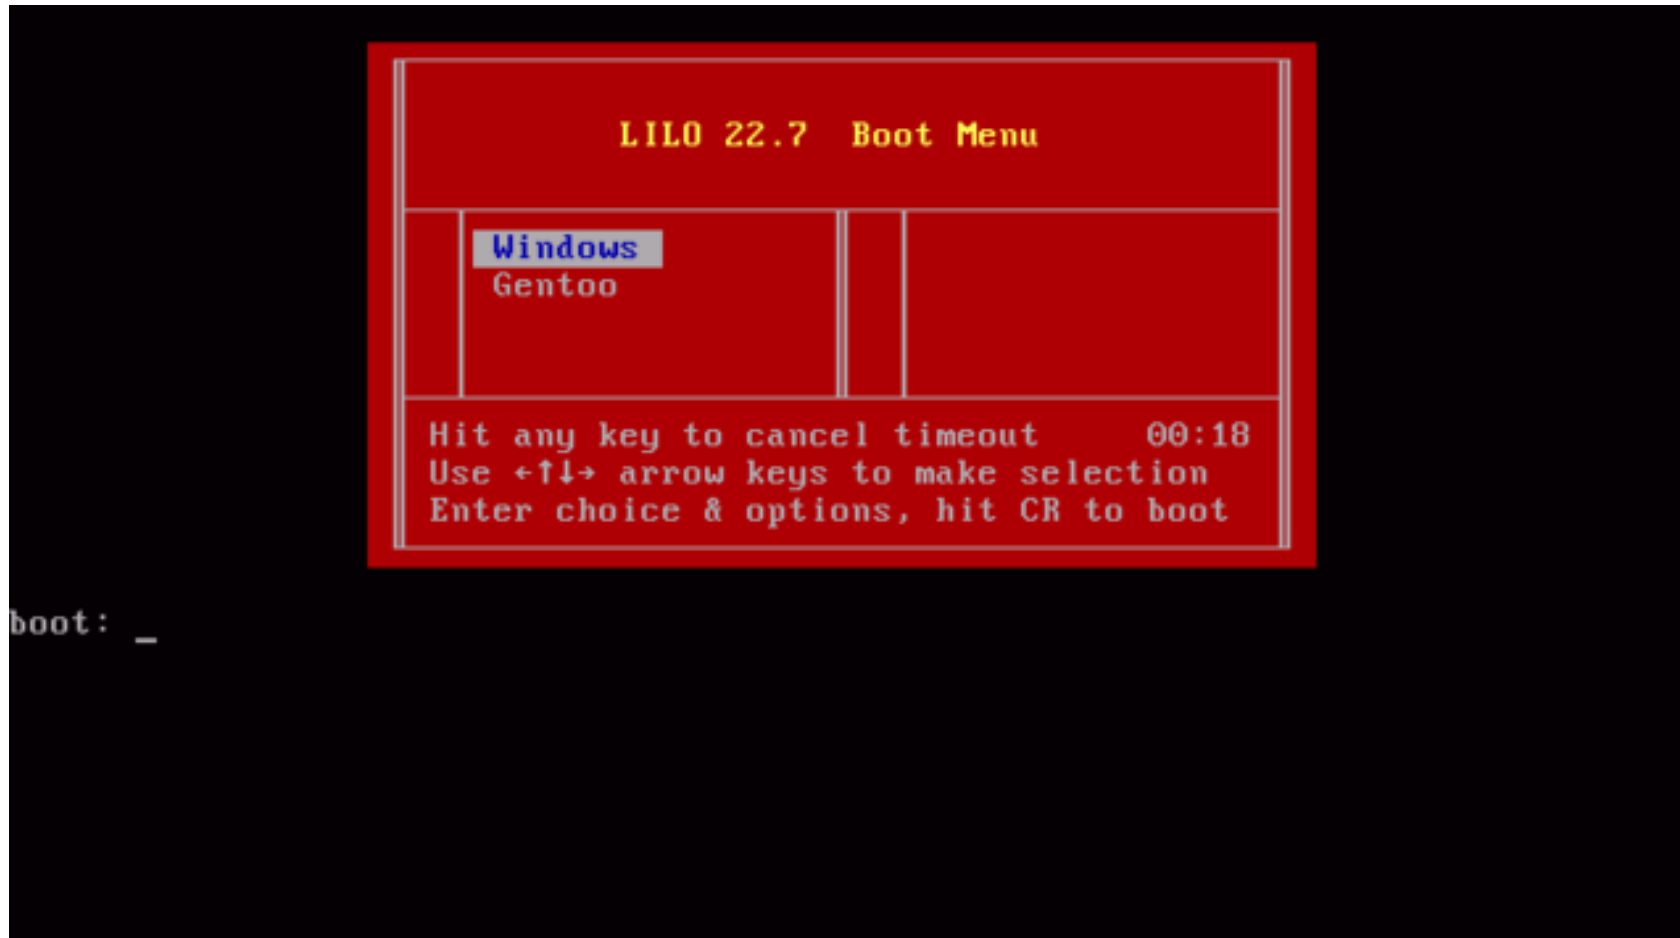 LILO 22.7  Boot Menu
Windows
Gentoo
Hit any key to cancel timeout     00:18
Use ←↑↓→ arrow keys to make selection
Enter choice & options, hit CR to boot
boot: _